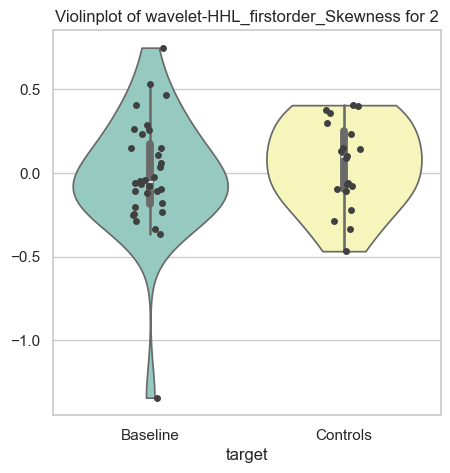 Violinplot of wavelet-HHL_firstorder_Skewness for 2
0.5
0.0
−0.5
−1.0
Baseline Controls
target